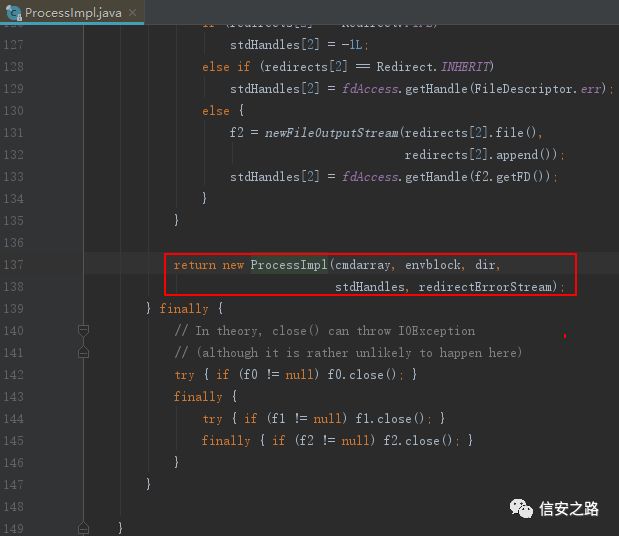 ProcessImpl.java ×
127 stdHandles[2] = -1L;
128 else if (redirects[2] == Redirect.INHERIT)
129 stdHandles[2] = fdAccess.getHandle(FileDescriptor.err);
130 else {
131 f2 = newFileOutputStream(redirects[2].file(),
132 redirects[2].append());
133 stdHandles[2] = fdAccess.getHandle(f2.getFD());
134 }
135 }
136
137 return new ProcessImpl(cmdarray, envblock, dir,
138 stdHandles, redirectErrorStream);
139 } finally {
140 // In theory, close() can throw IOException
141 // (although it is rather unlikely to happen here)
142 try { if (f0 != null) f0.close(); }
143 finally {
144 try { if (f1 != null) f1.close(); }
145 finally { if (f2 != null) f2.close(); }
146 }
147 }
148
149 }
信安之路